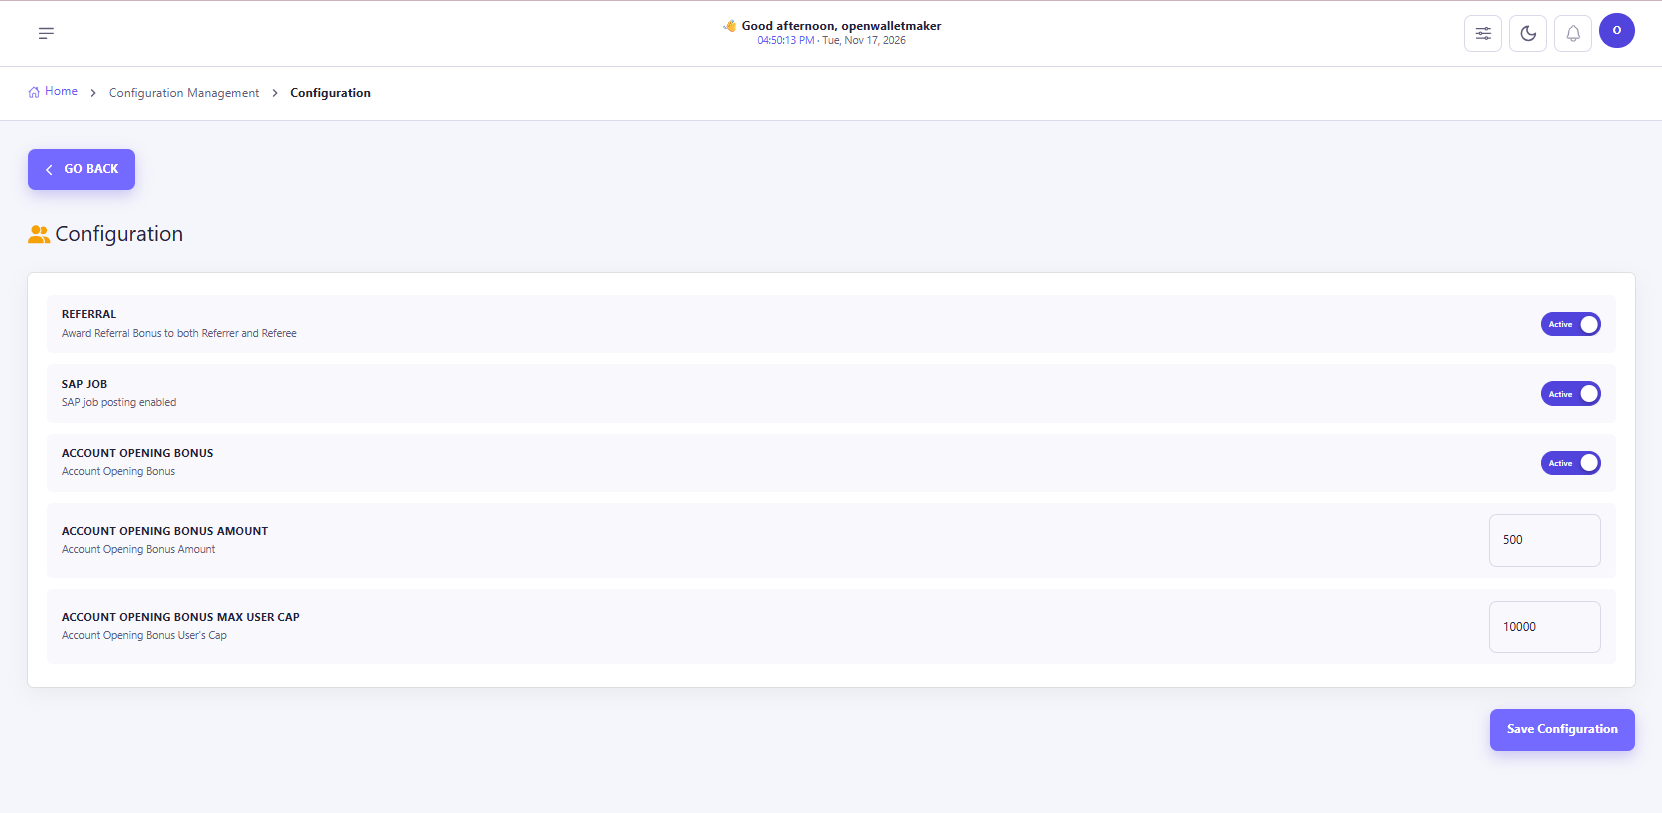 👋 Good afternoon, openwalletmaker
04:50:13 PM · Tue, Nov 17, 2026
O
Home > Configuration Management > Configuration
GO BACK
Configuration
REFERRAL
Award Referral Bonus to both Referrer and Referee
Active
SAP JOB
SAP job posting enabled
Active
ACCOUNT OPENING BONUS
Account Opening Bonus
Active
ACCOUNT OPENING BONUS AMOUNT
Account Opening Bonus Amount
500
ACCOUNT OPENING BONUS MAX USER CAP
Account Opening Bonus User's Cap
10000
Save Configuration